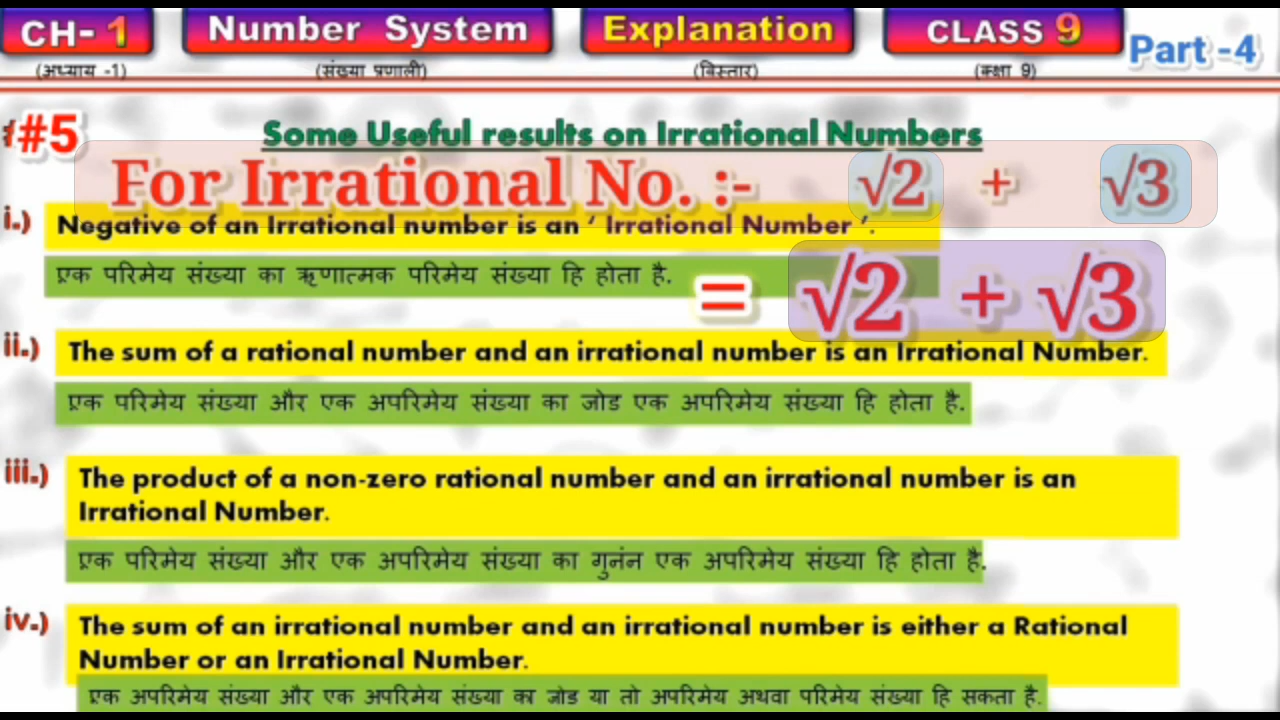 CH- 1 Number System Explanation CLASS 9 Part -4
(अध्याय -1) (संख्या प्रणाली) (विस्तार) (कक्षा 9)
#5 Some Useful results on Irrational Numbers
For Irrational No. :- √2 + √3
i.) Negative of an Irrational number is an ‘ Irrational Number ’.
एक परिमेय संख्या का ऋणात्मक परिमेय संख्या हि होता है.
= √2 + √3
ii.) The sum of a rational number and an irrational number is an Irrational Number.
एक परिमेय संख्या और एक अपरिमेय संख्या का जोड एक अपरिमेय संख्या हि होता है.
iii.) The product of a non-zero rational number and an irrational number is an
Irrational Number.
एक परिमेय संख्या और एक अपरिमेय संख्या का गुनंन एक अपरिमेय संख्या हि होता है.
iv.) The sum of an irrational number and an irrational number is either a Rational
Number or an Irrational Number.
एक अपरिमेय संख्या और एक अपरिमेय संख्या का जोड या तो अपरिमेय अथवा परिमेय संख्या हि सकता है.